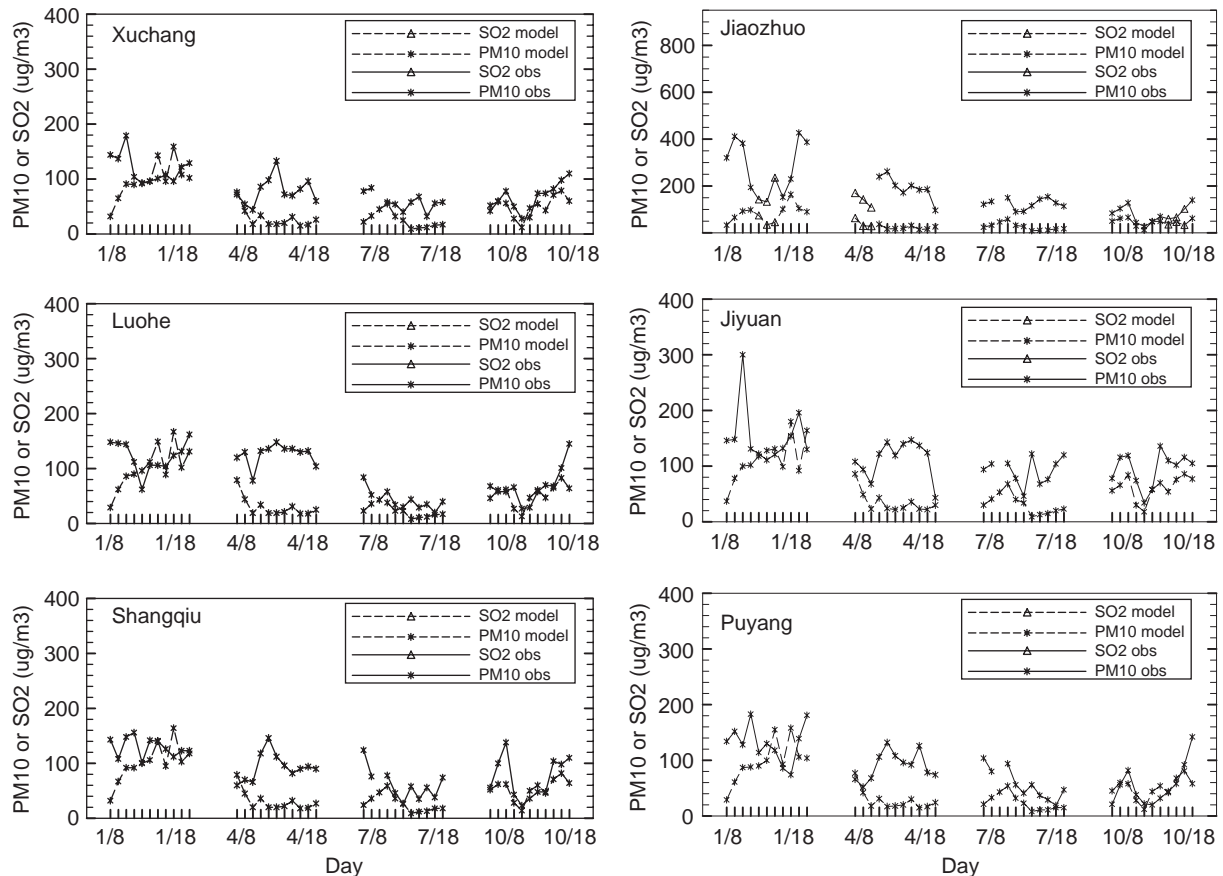 PM10 or SO2 (ug/m3)
400
300
200
100
0
Xuchang
SO2 model
PM10 model
SO2 obs
PM10 obs
1/8 1/18 4/8 4/18 7/8 7/18 10/8 10/18
PM10 or SO2 (ug/m3)
800
600
400
200
Jiaozhuo
SO2 model
PM10 model
SO2 obs
PM10 obs
1/8 1/18 4/8 4/18 7/8 7/18 10/8 10/18
PM10 or SO2 (ug/m3)
400
300
200
100
0
Luohe
SO2 model
PM10 model
SO2 obs
PM10 obs
1/8 1/18 4/8 4/18 7/8 7/18 10/8 10/18
PM10 or SO2 (ug/m3)
400
300
200
100
0
Jiyuan
SO2 model
PM10 model
SO2 obs
PM10 obs
1/8 1/18 4/8 4/18 7/8 7/18 10/8 10/18
PM10 or SO2 (ug/m3)
400
300
200
100
0
Shangqiu
SO2 model
PM10 model
SO2 obs
PM10 obs
1/8 1/18 4/8 4/18 7/8 7/18 10/8 10/18
Day
PM10 or SO2 (ug/m3)
400
300
200
100
0
Puyang
SO2 model
PM10 model
SO2 obs
PM10 obs
1/8 1/18 4/8 4/18 7/8 7/18 10/8 10/18
Day